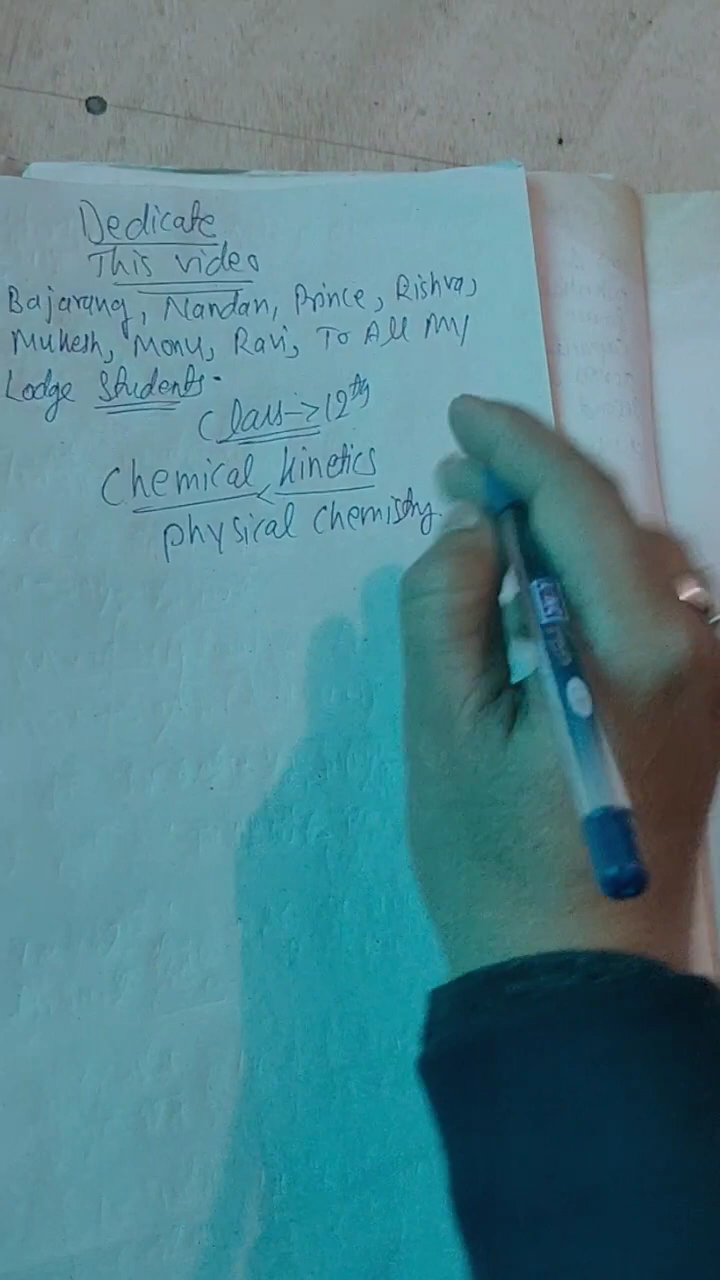 Dedicate
This video
Bajarang, Nandan, Prince, Rishva,
Mukesh, Monu, Ravi, To All My
Lodge Students.
Class → 12th
Chemical kinetics
physical chemistry.